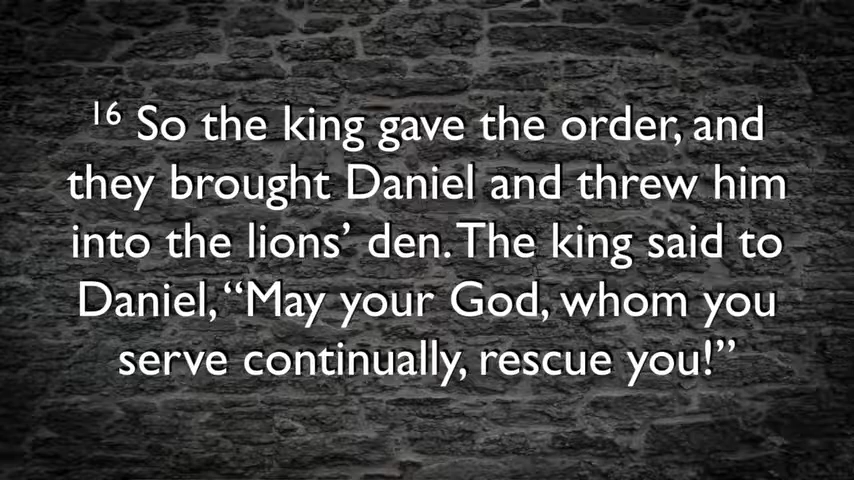 16 So the king gave the order, and
they brought Daniel and threw him
into the lions’ den. The king said to
Daniel, “May your God, whom you
serve continually, rescue you!”